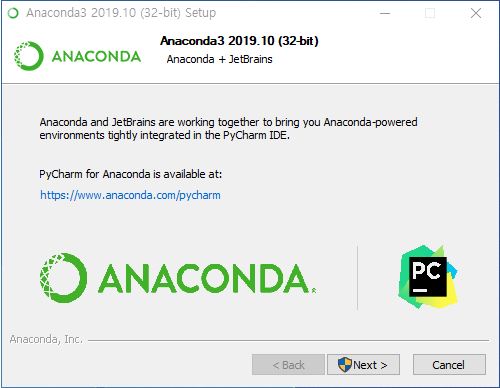 Anaconda3 2019.10 (32-bit) Setup
ANACONDA
Anaconda3 2019.10 (32-bit)
Anaconda + JetBrains
Anaconda and JetBrains are working together to bring you Anaconda-powered
environments tightly integrated in the PyCharm IDE.
PyCharm for Anaconda is available at:
https://www.anaconda.com/pycharm
ANACONDA.
PC
Anaconda, Inc.
< Back
Next >
Cancel